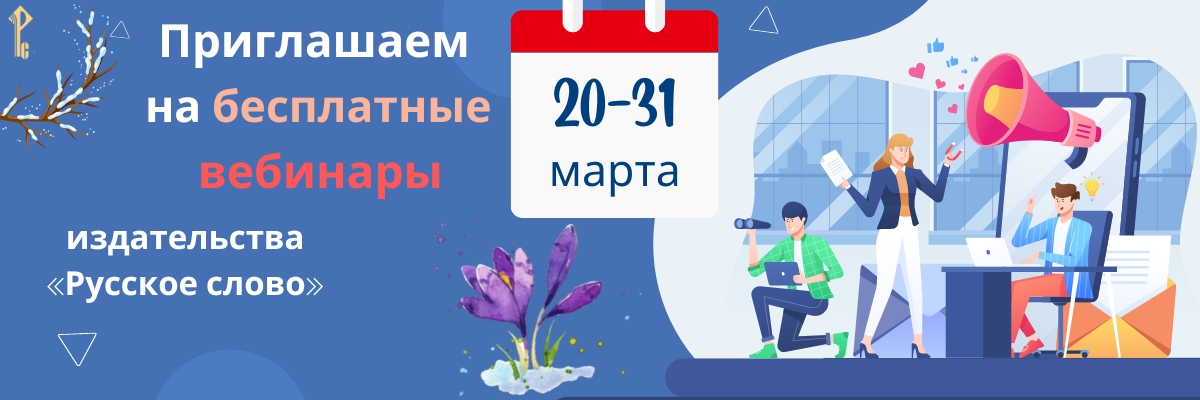 Приглашаем
на бесплатные
вебинары
издательства
«Русское слово»
20-31
марта